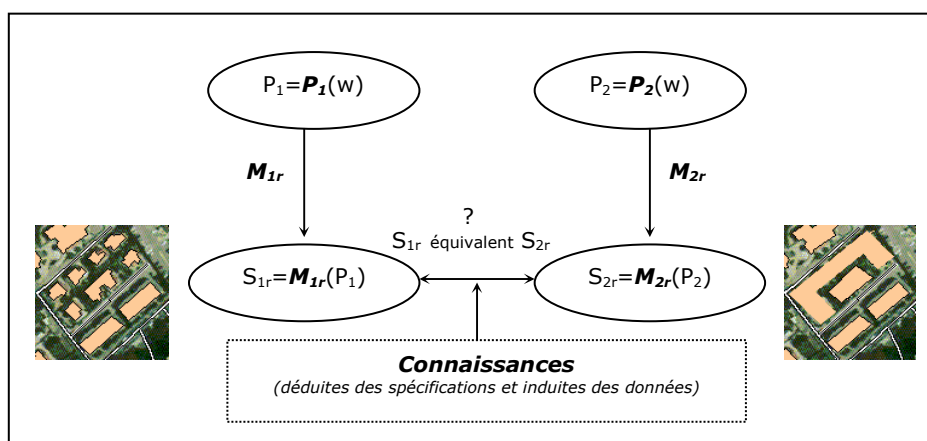 P1=P1(w)
P2=P2(w)
M1r
M2r
?
S1r équivalent S2r
S1r=M1r(P1)
S2r=M2r(P2)
Connaissances
(déduites des spécifications et induites des données)